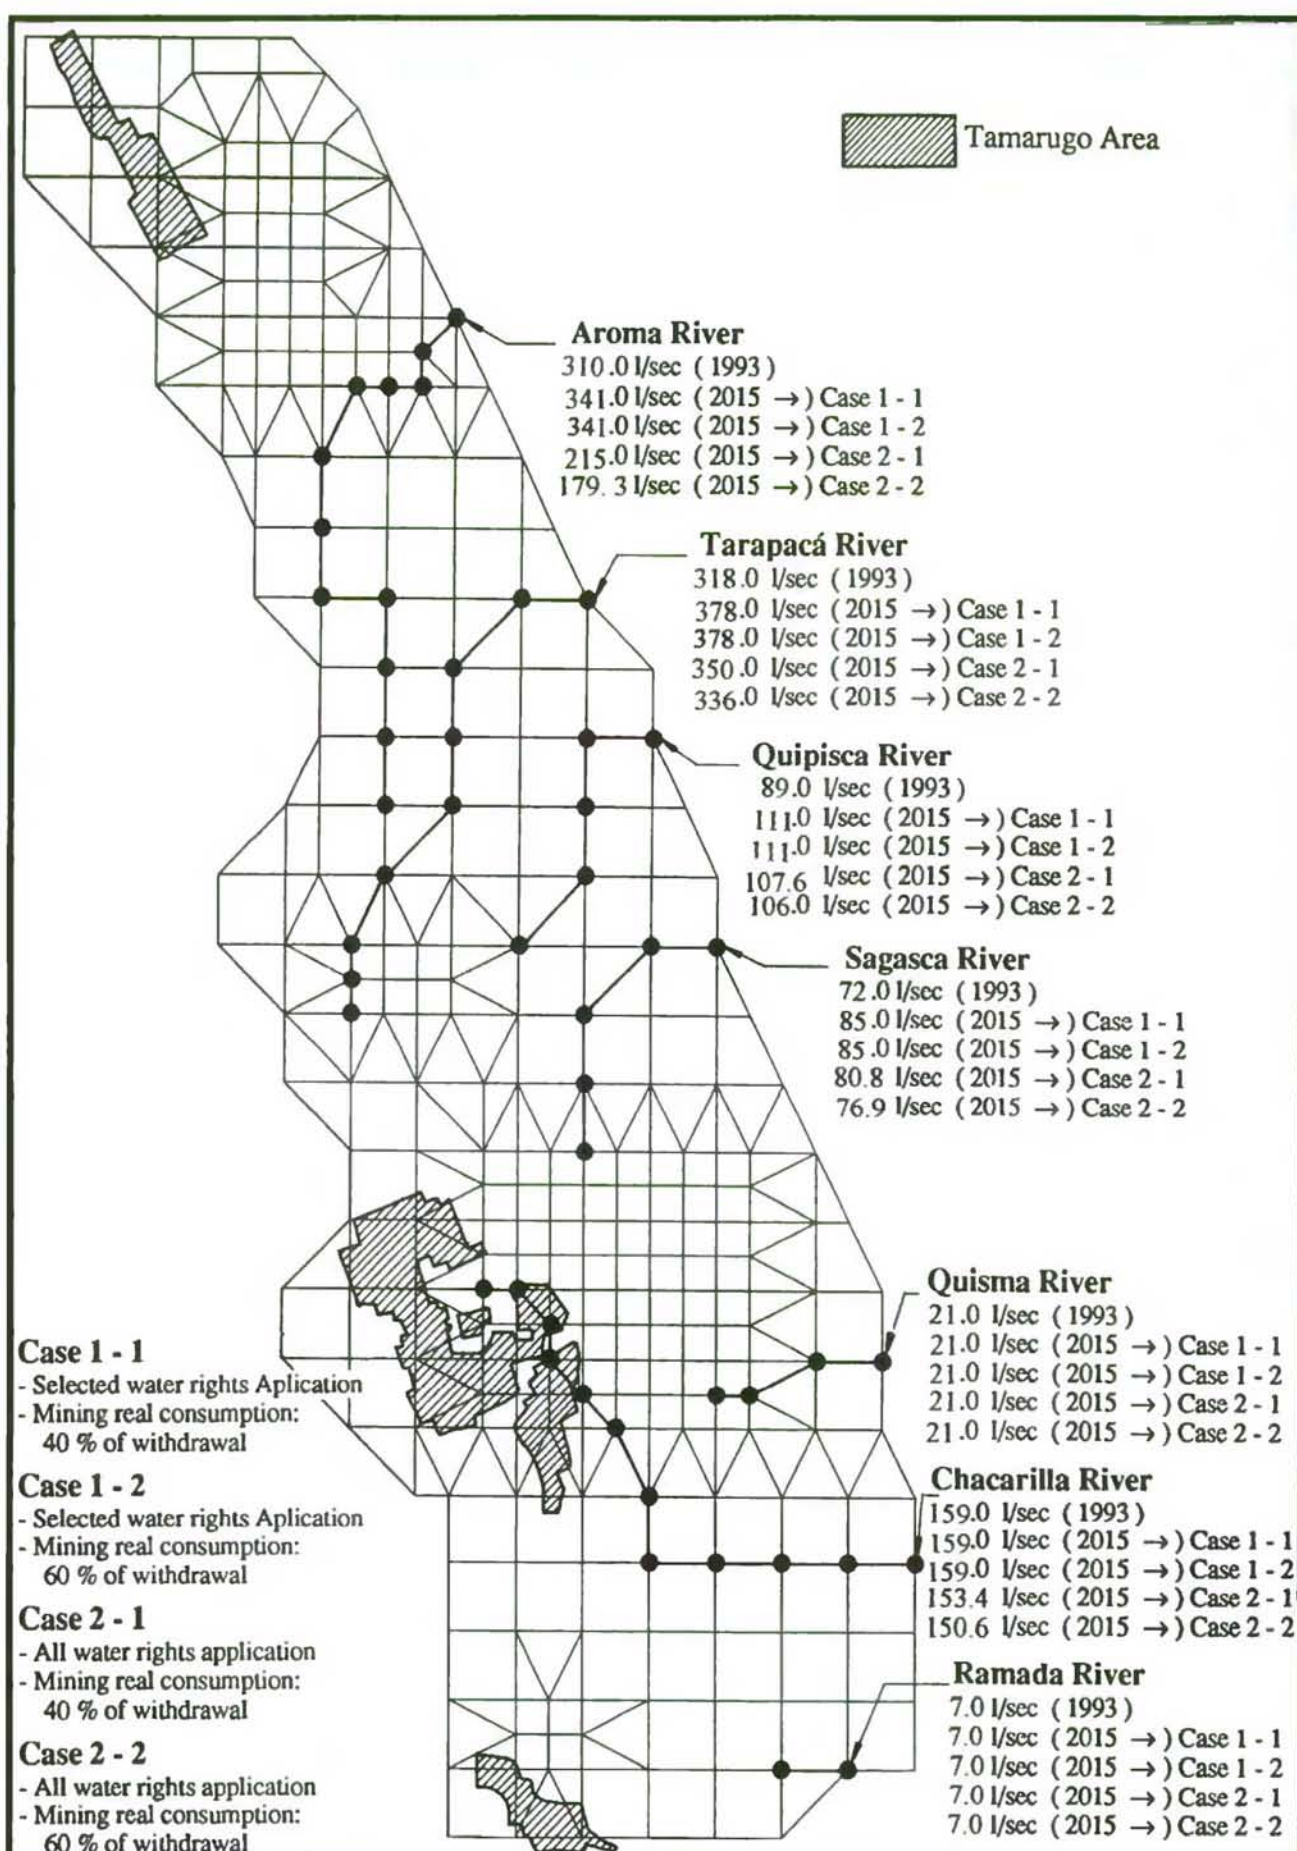 Tamarugo Area
Aroma River
310.0 l/sec ( 1993 )
341.0 l/sec ( 2015 → ) Case 1 - 1
341.0 l/sec ( 2015 → ) Case 1 - 2
215.0 l/sec ( 2015 → ) Case 2 - 1
179.3 l/sec ( 2015 → ) Case 2 - 2
Tarapacá River
318.0 l/sec ( 1993 )
378.0 l/sec ( 2015 → ) Case 1 - 1
378.0 l/sec ( 2015 → ) Case 1 - 2
350.0 l/sec ( 2015 → ) Case 2 - 1
336.0 l/sec ( 2015 → ) Case 2 - 2
Quipisca River
89.0 l/sec ( 1993 )
111.0 l/sec ( 2015 → ) Case 1 - 1
111.0 l/sec ( 2015 → ) Case 1 - 2
107.6 l/sec ( 2015 → ) Case 2 - 1
106.0 l/sec ( 2015 → ) Case 2 - 2
Sagasca River
72.0 l/sec ( 1993 )
85.0 l/sec ( 2015 → ) Case 1 - 1
85.0 l/sec ( 2015 → ) Case 1 - 2
80.8 l/sec ( 2015 → ) Case 2 - 1
76.9 l/sec ( 2015 → ) Case 2 - 2
Quisma River
21.0 l/sec ( 1993 )
21.0 l/sec ( 2015 → ) Case 1 - 1
21.0 l/sec ( 2015 → ) Case 1 - 2
21.0 l/sec ( 2015 → ) Case 2 - 1
21.0 l/sec ( 2015 → ) Case 2 - 2
Chacarilla River
159.0 l/sec ( 1993 )
159.0 l/sec ( 2015 → ) Case 1 - 1
159.0 l/sec ( 2015 → ) Case 1 - 2
153.4 l/sec ( 2015 → ) Case 2 - 1
150.6 l/sec ( 2015 → ) Case 2 - 2
Ramada River
7.0 l/sec ( 1993 )
7.0 l/sec ( 2015 → ) Case 1 - 1
7.0 l/sec ( 2015 → ) Case 1 - 2
7.0 l/sec ( 2015 → ) Case 2 - 1
7.0 l/sec ( 2015 → ) Case 2 - 2
Case 1 - 1
- Selected water rights Aplication
- Mining real consumption:
40 % of withdrawal
Case 1 - 2
- Selected water rights Aplication
- Mining real consumption:
60 % of withdrawal
Case 2 - 1
- All water rights application
- Mining real consumption:
40 % of withdrawal
Case 2 - 2
- All water rights application
- Mining real consumption:
60 % of withdrawal